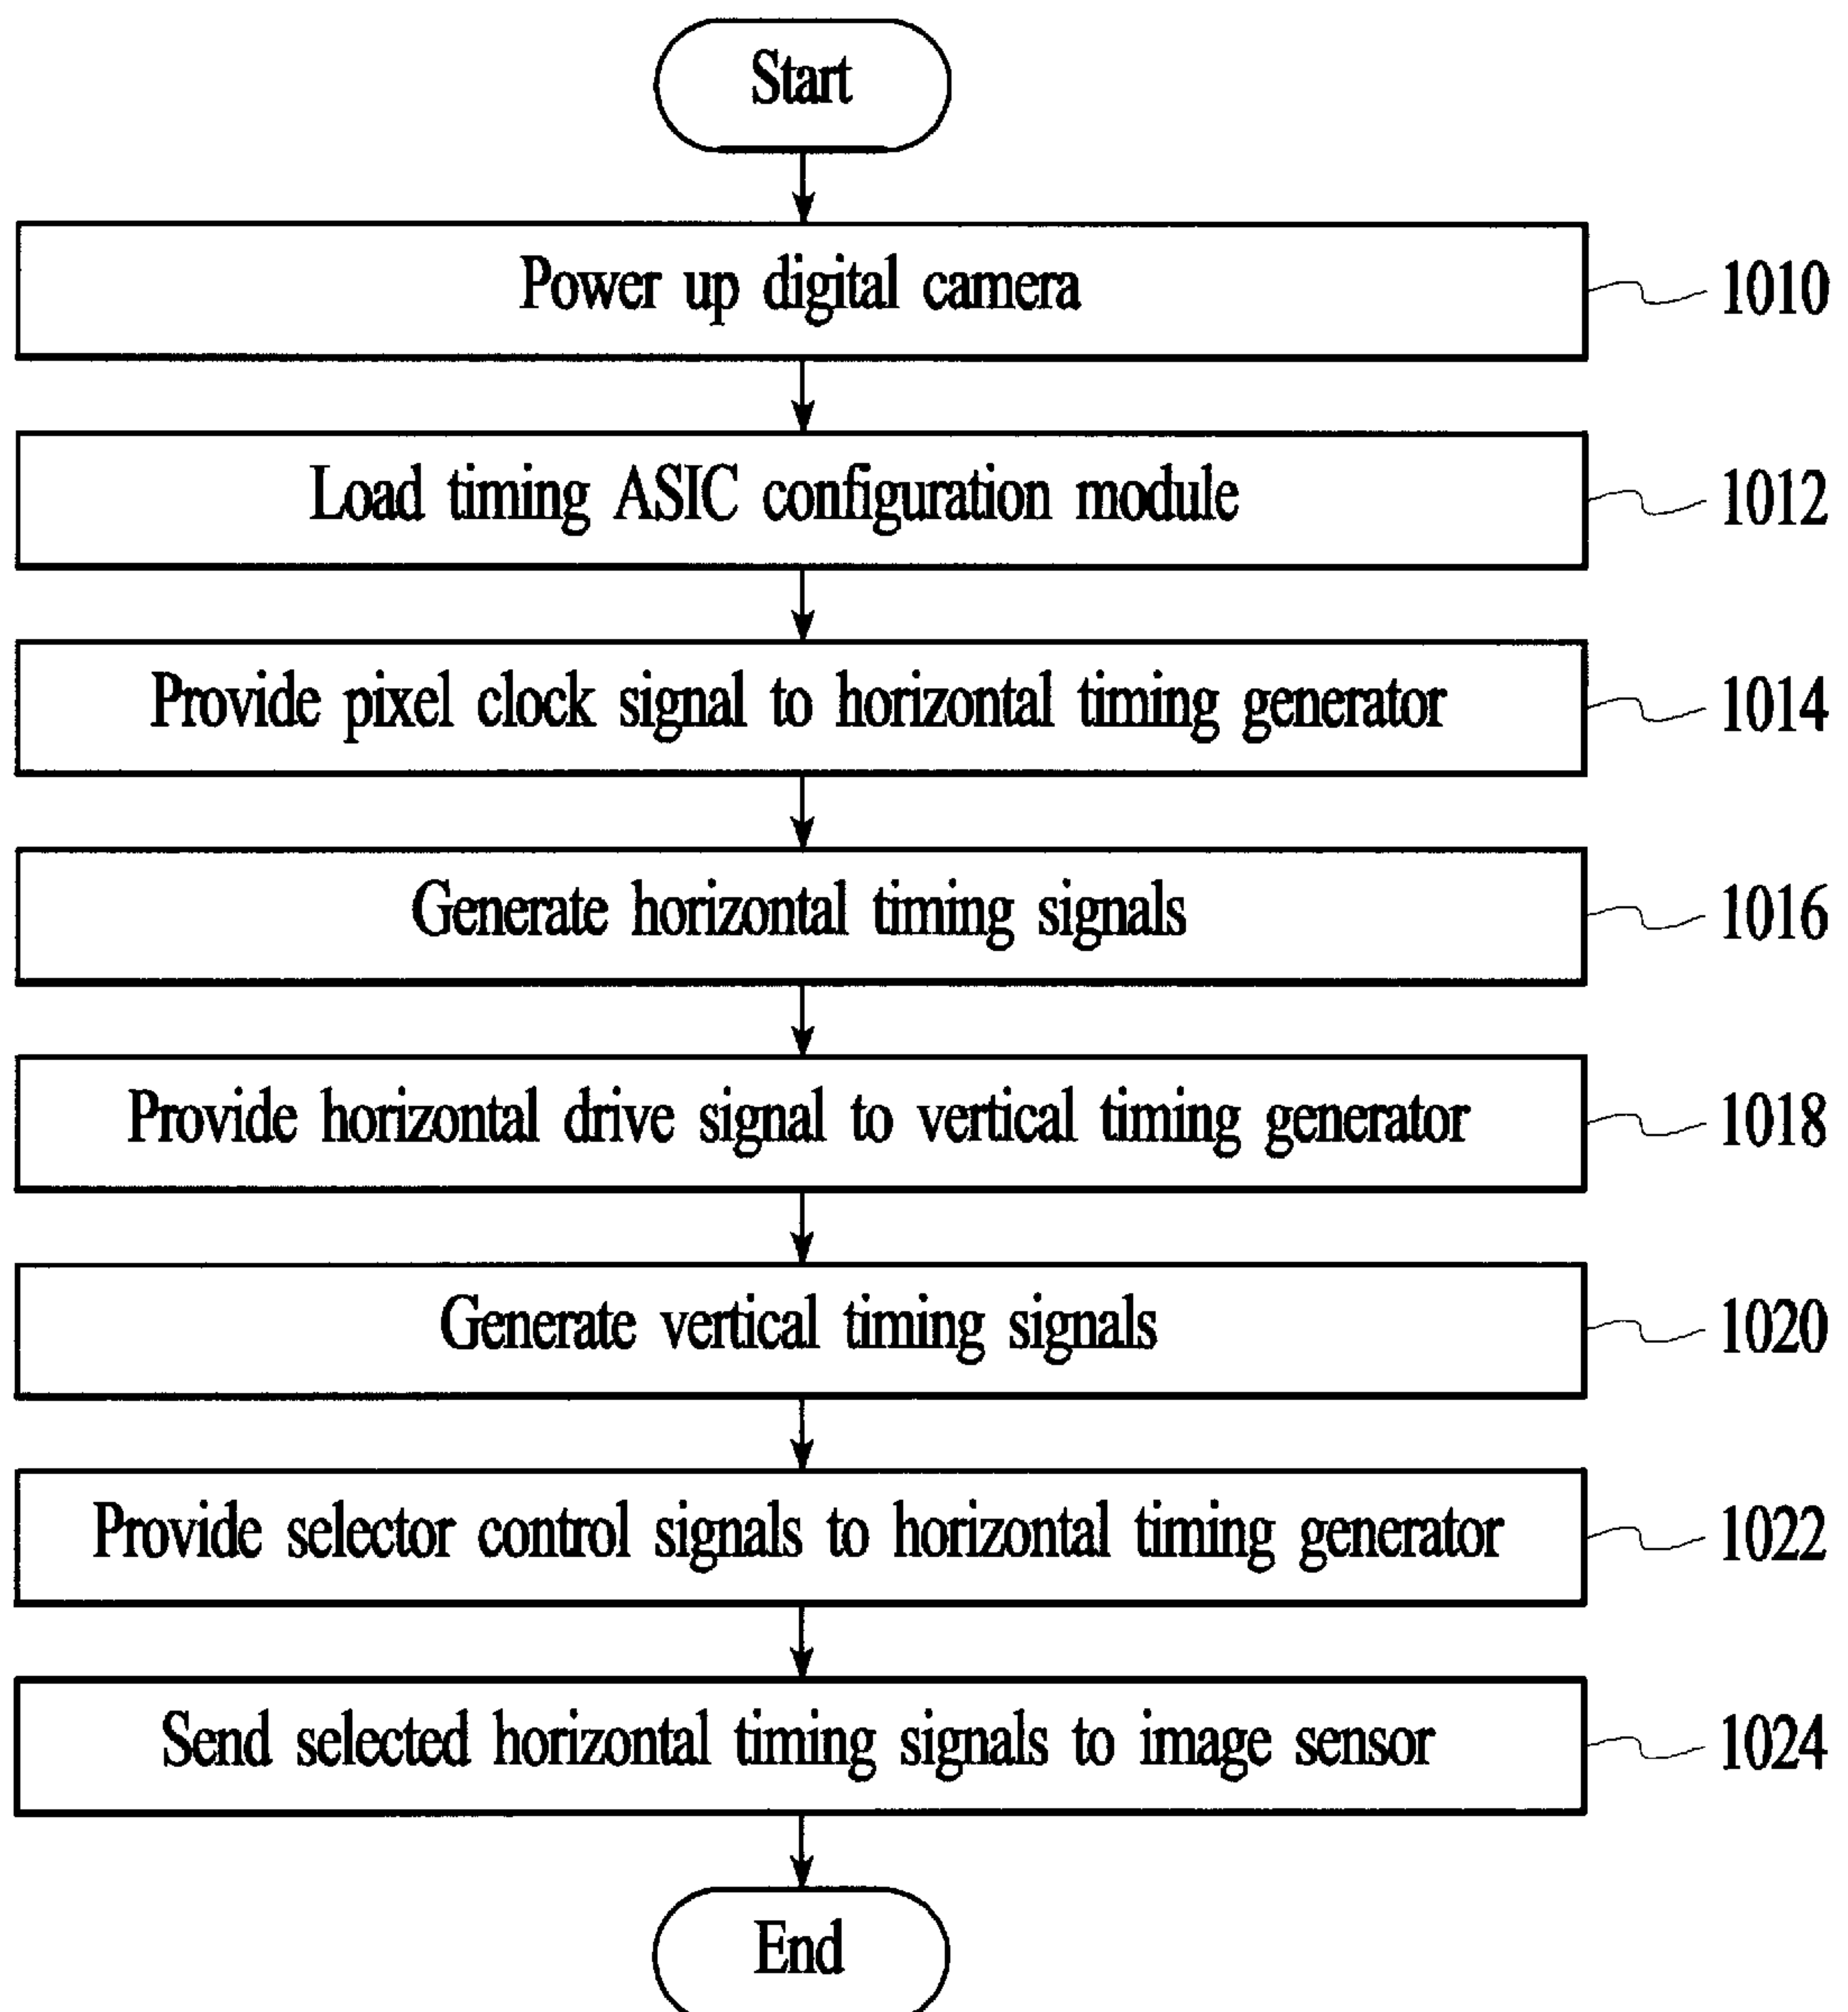 Start
Power up digital camera
1010
Load timing ASIC configuration module
1012
Provide pixel clock signal to horizontal timing generator
1014
Generate horizontal timing signals
1016
Provide horizontal drive signal to vertical timing generator
1018
Generate vertical timing signals
1020
Provide selector control signals to horizontal timing generator
1022
Send selected horizontal timing signals to image sensor
1024
End